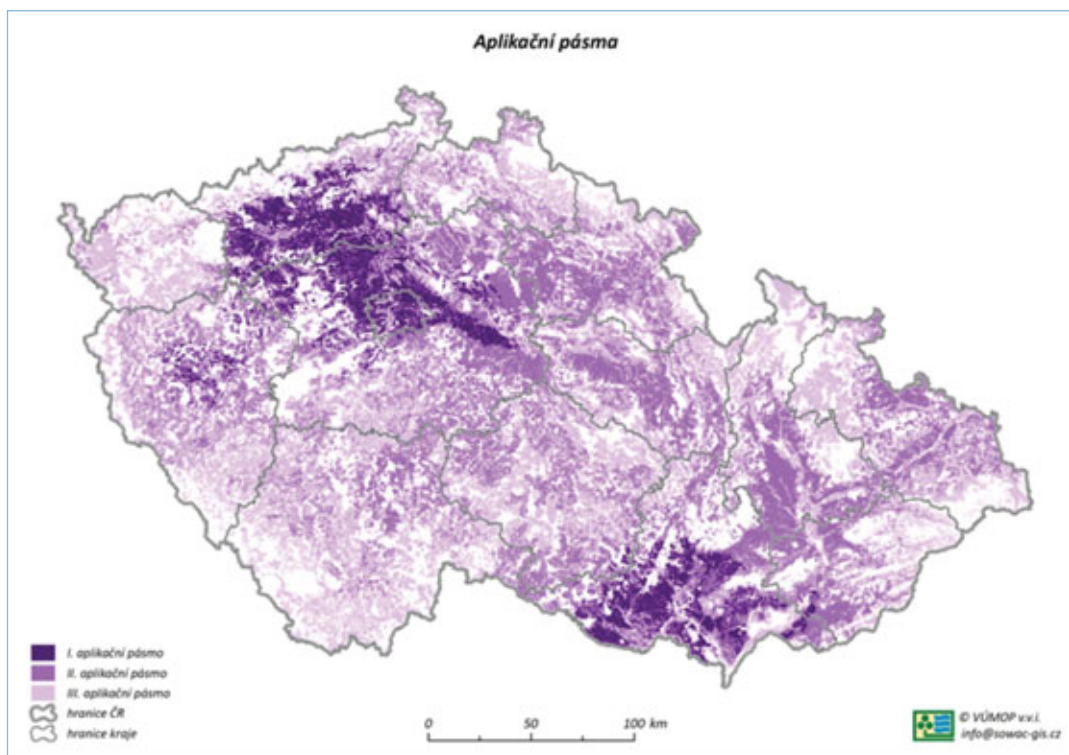 Aplikační pásma
I. aplikační pásmo
II. aplikační pásmo
III. aplikační pásmo
hranice ČR
hranice kraje
0 50 100 km
© VÚMOP v.v.i.
info@sowac-gis.cz